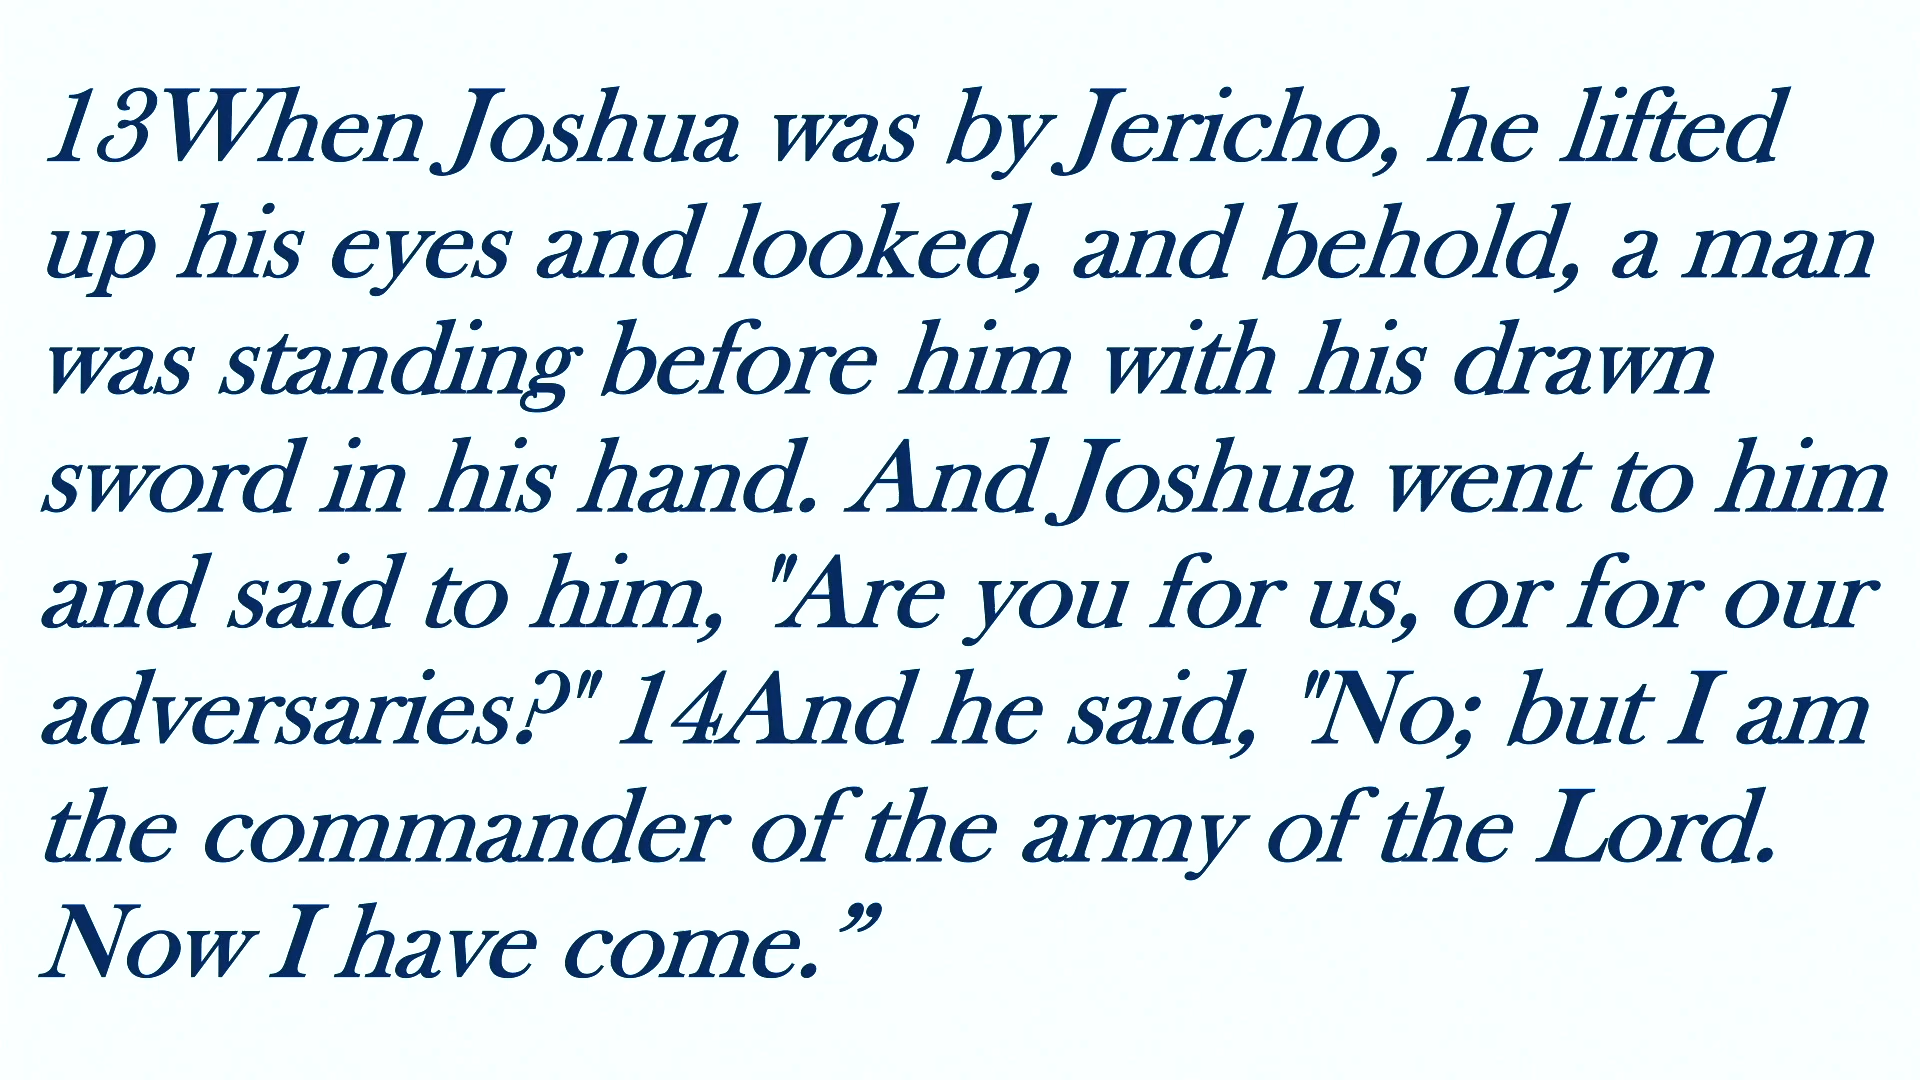 13When Joshua was by Jericho, he lifted
up his eyes and looked, and behold, a man
was standing before him with his drawn
sword in his hand. And Joshua went to him
and said to him, "Are you for us, or for our
adversaries?" 14And he said, "No; but I am
the commander of the army of the Lord.
Now I have come.”